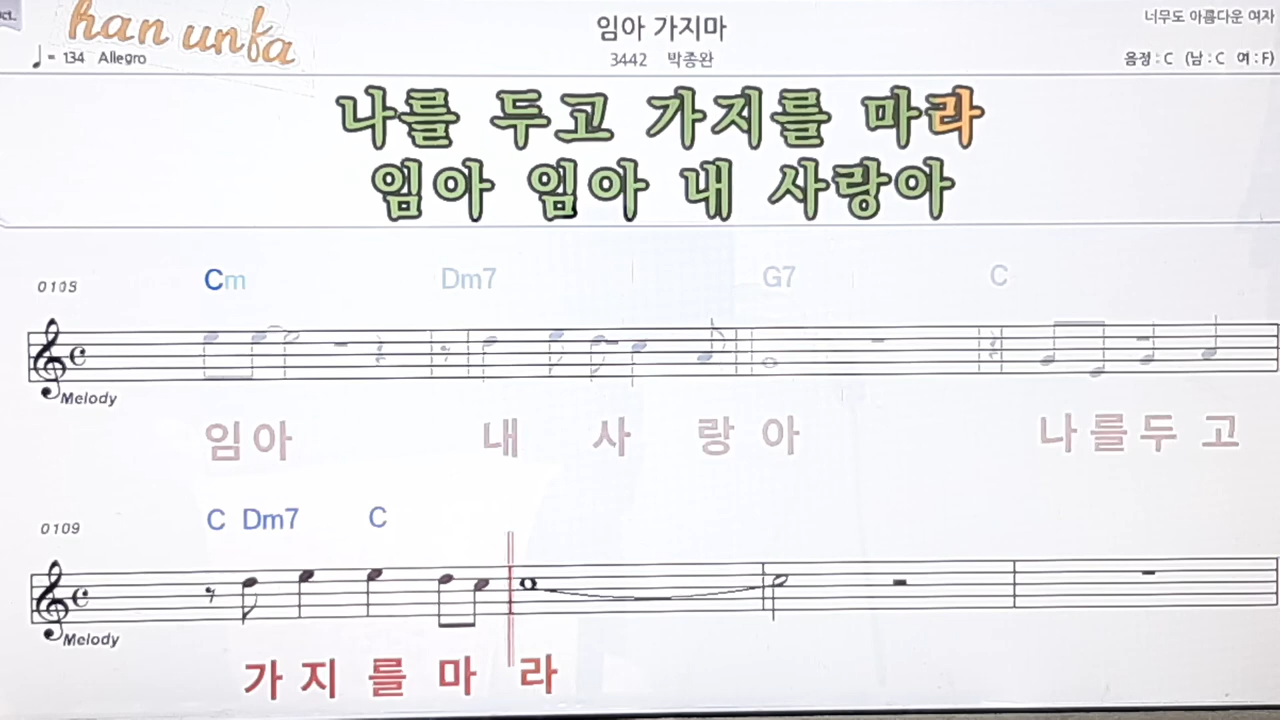 han unfa
임아 가지마
너무도 아름다운 여자
♩ = 134 Allegro
3442 박종완
음정 : C (남 : C 여 : F)
나를 두고 가지를 마라
임아 임아 내 사랑아
0105
Cm Dm7 G7 C
Melody
임아 내 사 랑 아 나 를 두 고
0109
C Dm7 C
Melody
가 지 를 마 라